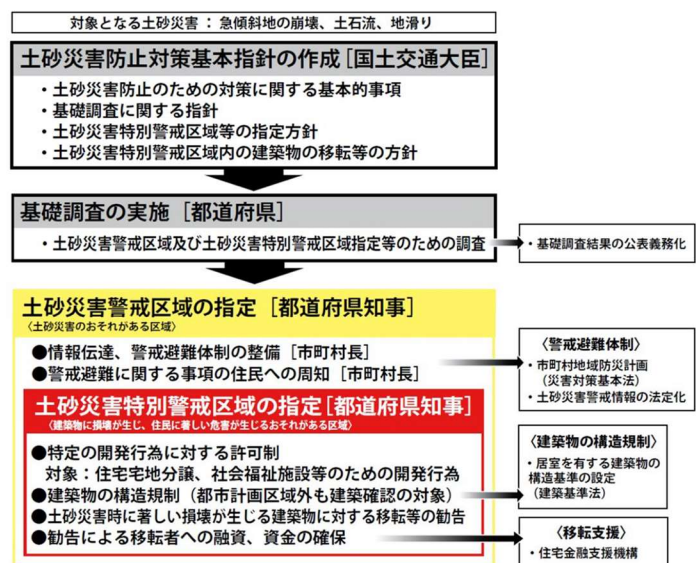 対象となる土砂災害 : 急傾斜地の崩壊、土石流、地滑り
土砂災害防止対策基本指針の作成[国土交通大臣]
・土砂災害防止のための対策に関する基本的事項
・基礎調査に関する指針
・土砂災害特別警戒区域等の指定方針
・土砂災害特別警戒区域内の建築物の移転等の方針
基礎調査の実施 [都道府県]
・土砂災害警戒区域及び土砂災害特別警戒区域指定等のための調査
・基礎調査結果の公表義務化
土砂災害警戒区域の指定 [都道府県知事]
〈土砂災害のおそれがある区域〉
●情報伝達、警戒避難体制の整備[市町村長]
●警戒避難に関する事項の住民への周知[市町村長]
〈警戒避難体制〉
・市町村地域防災計画
（災害対策基本法）
・土砂災害警戒情報の法定化
土砂災害特別警戒区域の指定[都道府県知事]
〈建築物に損壊が生じ、住民に著しい危害が生じるおそれがある区域〉
●特定の開発行為に対する許可制
対象：住宅宅地分譲、社会福祉施設等のための開発行為
●建築物の構造規制（都市計画区域外も建築確認の対象）
●土砂災害時に著しい損壊が生じる建築物に対する移転等の勧告
●勧告による移転者への融資、資金の確保
〈建築物の構造規制〉
・居室を有する建築物の
構造基準の設定
（建築基準法）
〈移転支援〉
・住宅金融支援機構